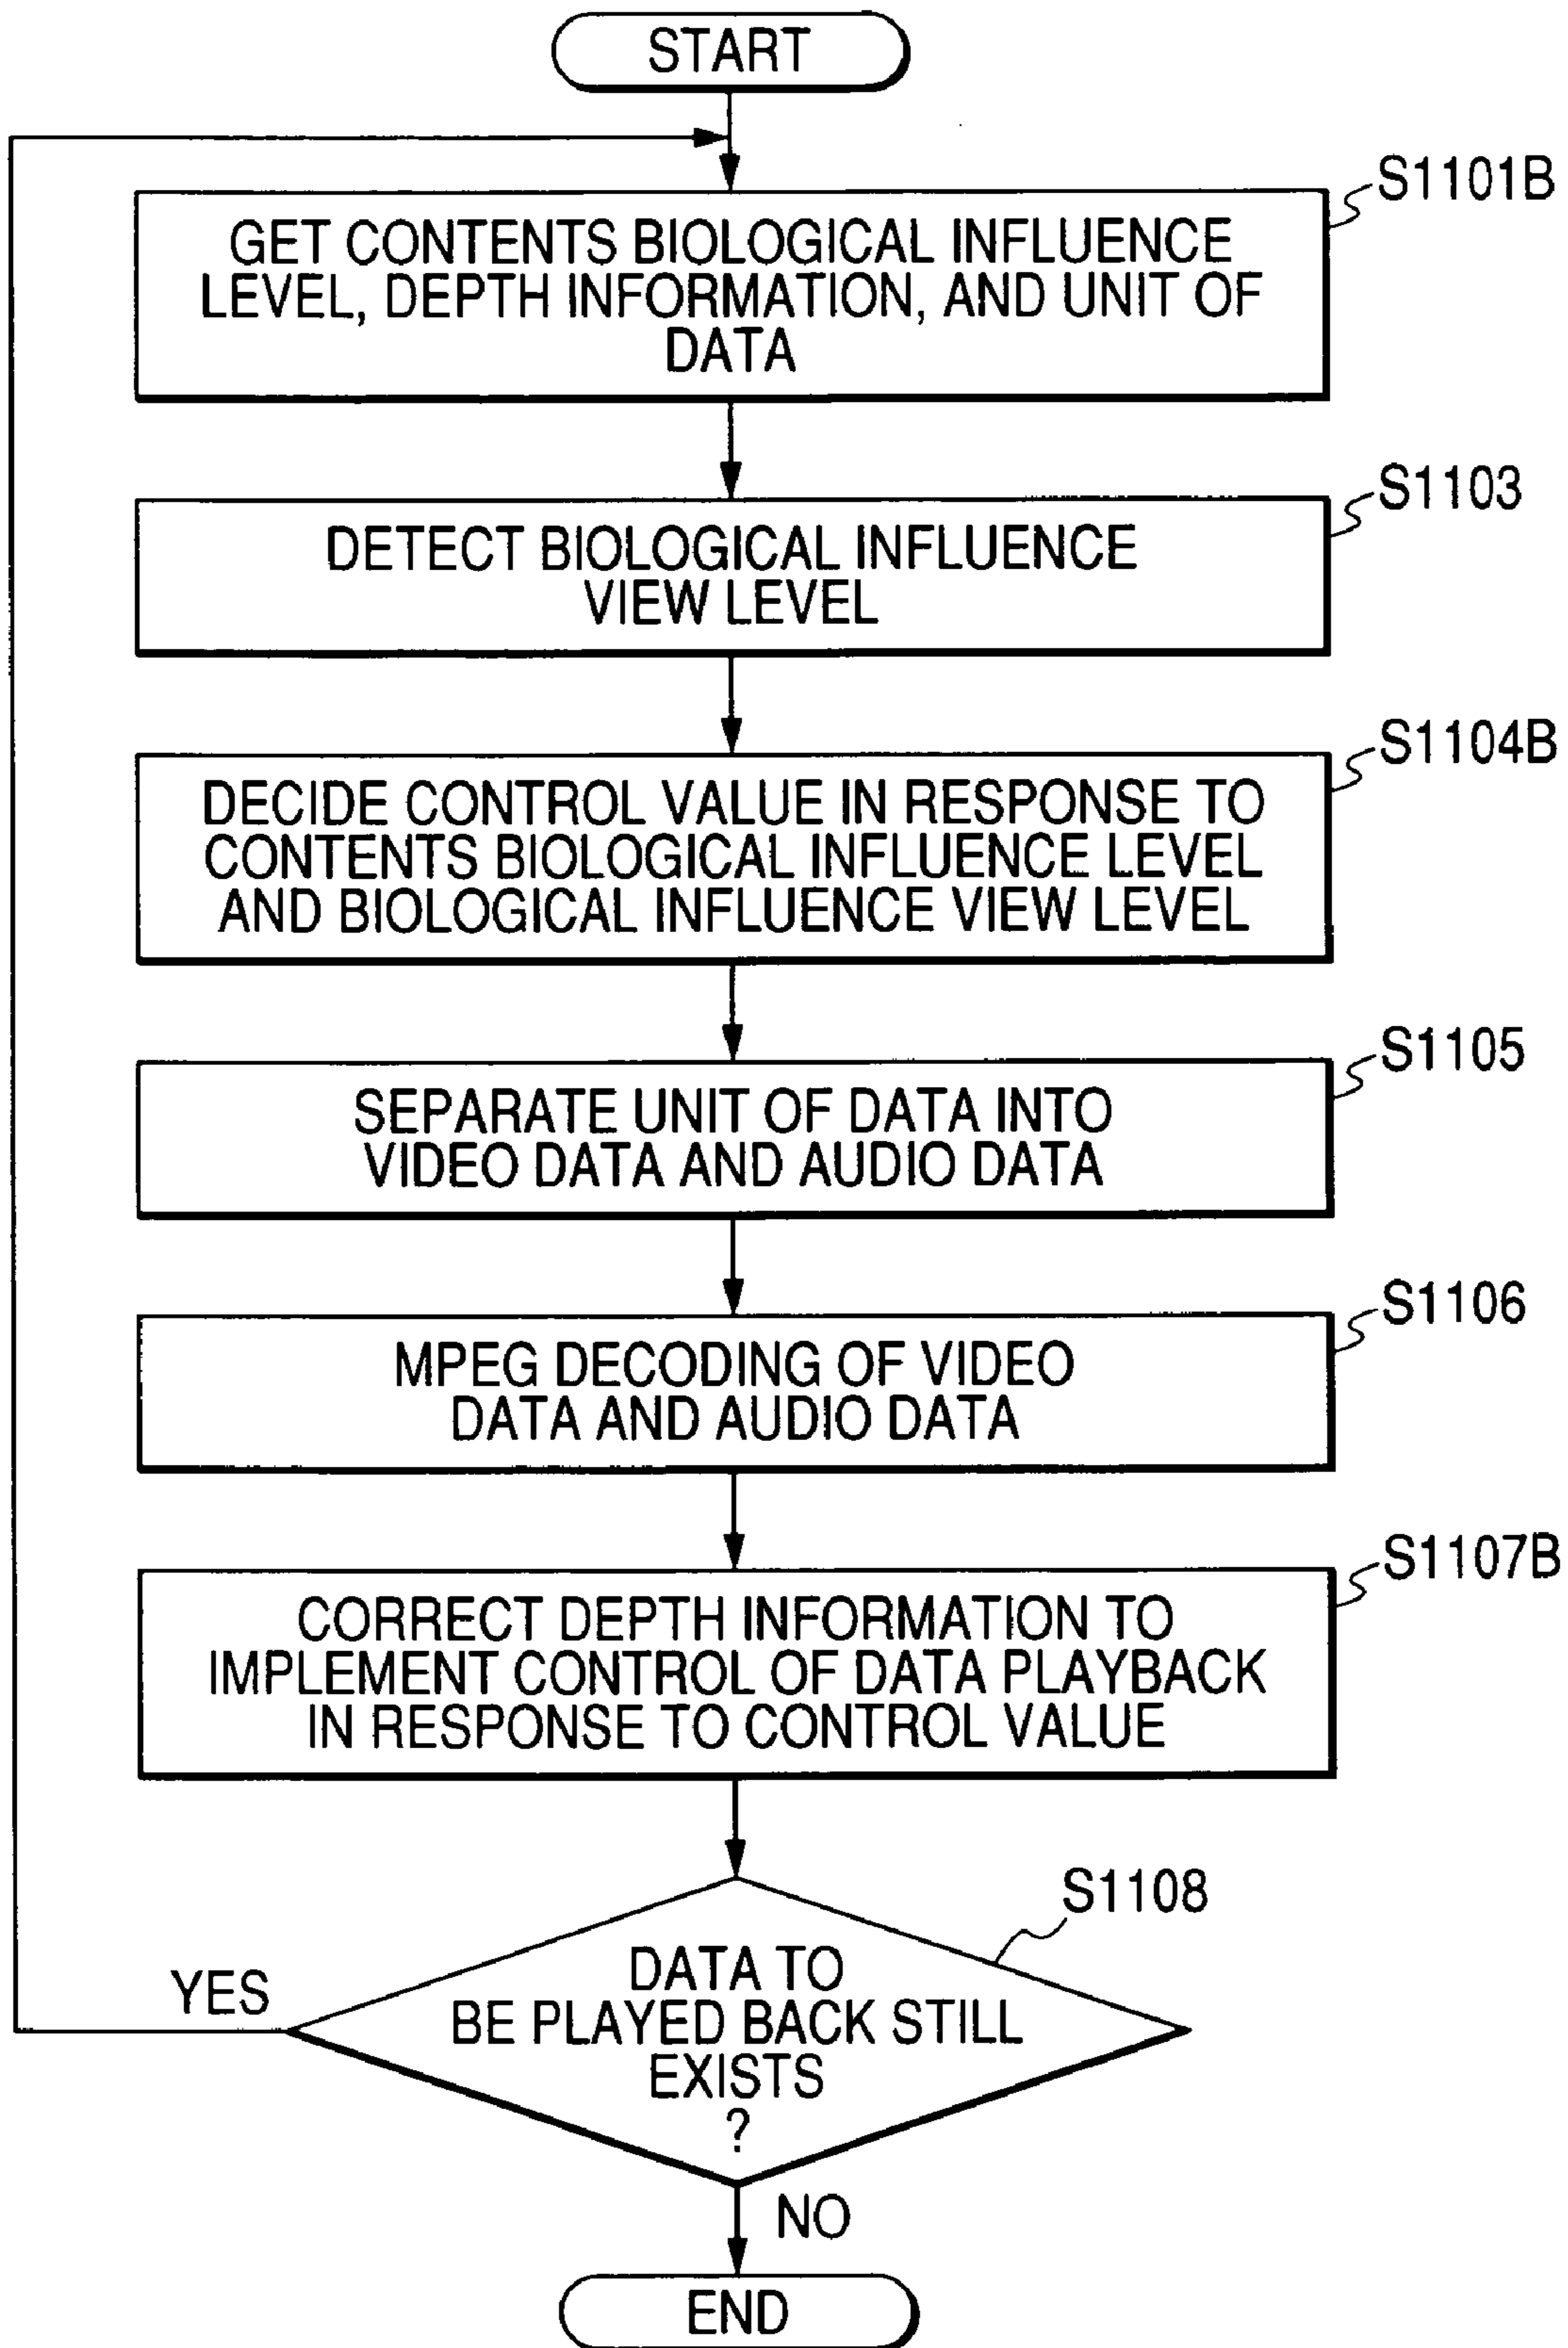 START
S1101B
GET CONTENTS BIOLOGICAL INFLUENCE
LEVEL, DEPTH INFORMATION, AND UNIT OF
DATA
S1103
DETECT BIOLOGICAL INFLUENCE
VIEW LEVEL
S1104B
DECIDE CONTROL VALUE IN RESPONSE TO
CONTENTS BIOLOGICAL INFLUENCE LEVEL
AND BIOLOGICAL INFLUENCE VIEW LEVEL
S1105
SEPARATE UNIT OF DATA INTO
VIDEO DATA AND AUDIO DATA
S1106
MPEG DECODING OF VIDEO
DATA AND AUDIO DATA
S1107B
CORRECT DEPTH INFORMATION TO
IMPLEMENT CONTROL OF DATA PLAYBACK
IN RESPONSE TO CONTROL VALUE
S1108
DATA TO
BE PLAYED BACK STILL
EXISTS
?
YES
NO
END